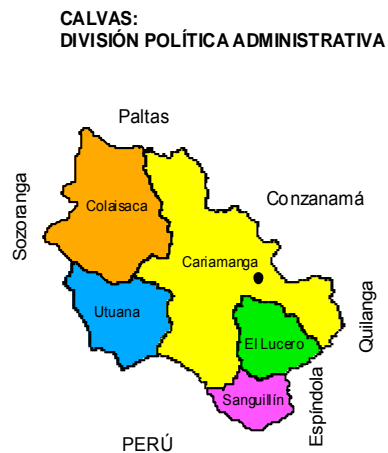 CALVAS:
DIVISIÓN POLÍTICA ADMINISTRATIVA
Paltas
Colaisaca
Conzanamá
Sozoranga
Cariamanga
Utuana
Quilanga
El Lucero
Sanguillín
Espíndola
PERÚ